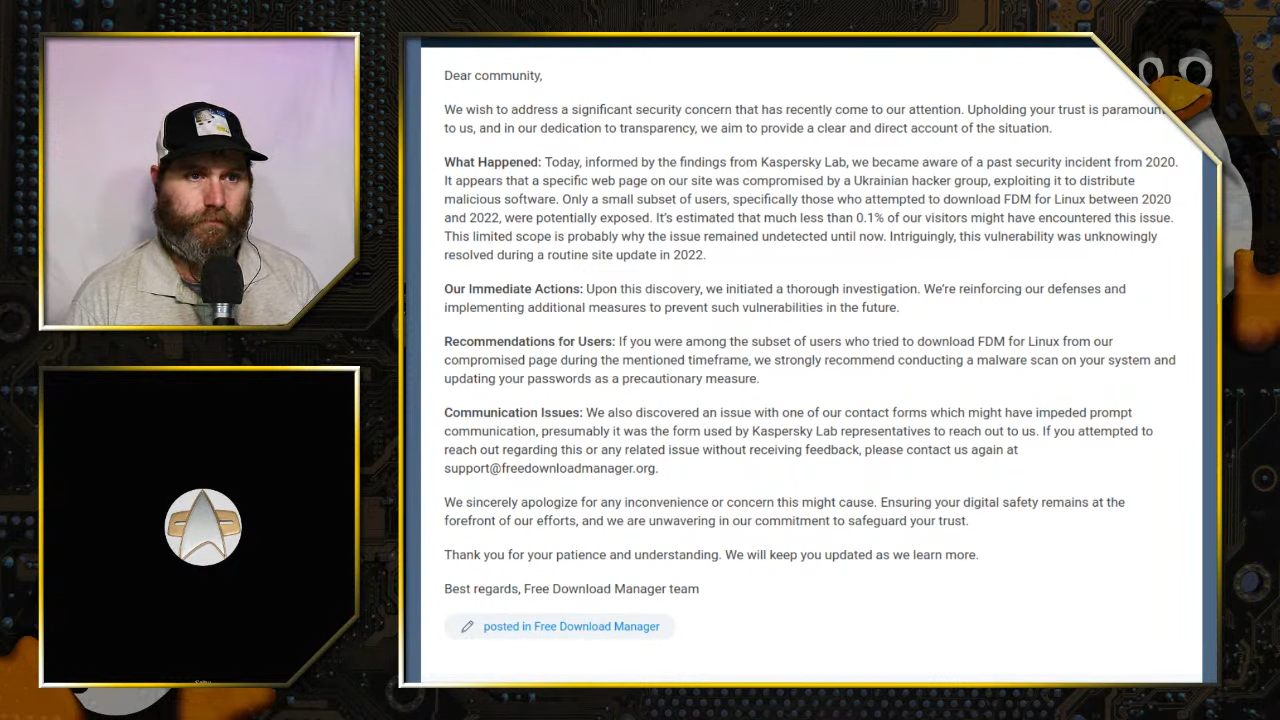 Dear community,
We wish to address a significant security concern that has recently come to our attention. Upholding your trust is paramount
to us, and in our dedication to transparency, we aim to provide a clear and direct account of the situation.
What Happened: Today, informed by the findings from Kaspersky Lab, we became aware of a past security incident from 2020.
It appears that a specific web page on our site was compromised by a Ukrainian hacker group, exploiting it to distribute
malicious software. Only a small subset of users, specifically those who attempted to download FDM for Linux between 2020
and 2022, were potentially exposed. It's estimated that much less than 0.1% of our visitors might have encountered this issue.
This limited scope is probably why the issue remained undetected until now. Intriguingly, this vulnerability was unknowingly
resolved during a routine site update in 2022.
Our Immediate Actions: Upon this discovery, we initiated a thorough investigation. We're reinforcing our defenses and
implementing additional measures to prevent such vulnerabilities in the future.
Recommendations for Users: If you were among the subset of users who tried to download FDM for Linux from our
compromised page during the mentioned timeframe, we strongly recommend conducting a malware scan on your system and
updating your passwords as a precautionary measure.
Communication Issues: We also discovered an issue with one of our contact forms which might have impeded prompt
communication, presumably it was the form used by Kaspersky Lab representatives to reach out to us. If you attempted to
reach out regarding this or any related issue without receiving feedback, please contact us again at
support@freedownloadmanager.org.
We sincerely apologize for any inconvenience or concern this might cause. Ensuring your digital safety remains at the
forefront of our efforts, and we are unwavering in our commitment to safeguard your trust.
Thank you for your patience and understanding. We will keep you updated as we learn more.
Best regards, Free Download Manager team
posted in Free Download Manager